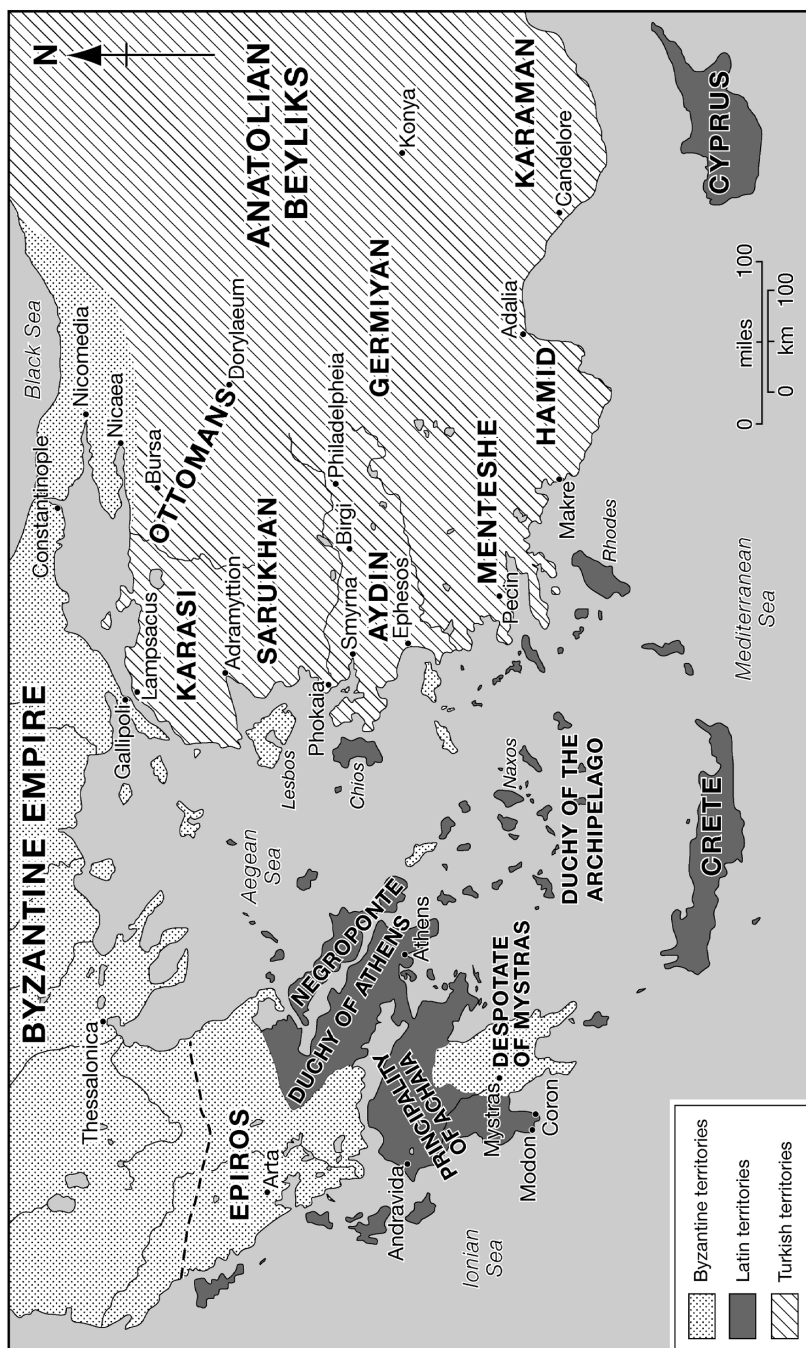 N
BYZANTINE EMPIRE
Black Sea
Constantinople
Nicomedia
Nicaea
Thessalonica
Gallipoli
Lampsacus
Bursa
OTTOMANS
Dorylaeum
KARASI
Adramyttion
SARUKHAN
ANATOLIAN
BEYLIKS
Aegean
Sea
Lesbos
Phokaia
Chios
Smyrna
Birgi
Philadelpheia
AYDIN
Ephesos
GERMIYAN
Konya
EPIROS
Arta
NEGROPONTE
DUCHY OF ATHENS
Athens
Andravida
PRINCIPALITY
OF ACHAIA
Mystras
DESPOTATE
OF MYSTRAS
Modon
Coron
Ionian
Sea
Naxos
DUCHY OF THE
ARCHIPELAGO
MENTESHE
Pecin
Makre
HAMID
Adalia
KARAMAN
Candelore
Rhodes
Mediterranean
Sea
CRETE
CYPRUS
0 miles 100
0 km 100
Byzantine territories
Latin territories
Turkish territories